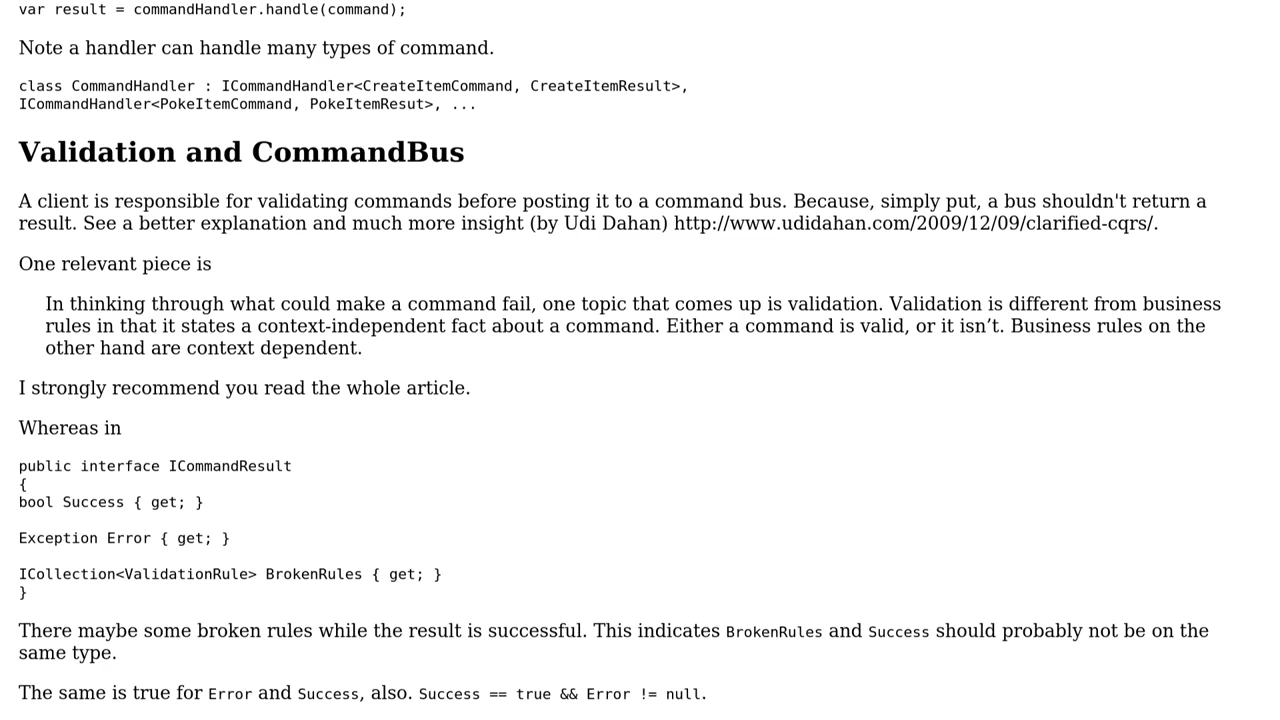 var result = commandHandler.handle(command);
Note a handler can handle many types of command.
class CommandHandler : ICommandHandler<CreateItemCommand, CreateItemResult>,
ICommandHandler<PokeItemCommand, PokeItemResut>, ...
Validation and CommandBus
A client is responsible for validating commands before posting it to a command bus. Because, simply put, a bus shouldn't return a
result. See a better explanation and much more insight (by Udi Dahan) http://www.udidahan.com/2009/12/09/clarified-cqrs/.
One relevant piece is
In thinking through what could make a command fail, one topic that comes up is validation. Validation is different from business
rules in that it states a context-independent fact about a command. Either a command is valid, or it isn’t. Business rules on the
other hand are context dependent.
I strongly recommend you read the whole article.
Whereas in
public interface ICommandResult
{
bool Success { get; }
Exception Error { get; }
ICollection<ValidationRule> BrokenRules { get; }
}
There maybe some broken rules while the result is successful. This indicates BrokenRules and Success should probably not be on the
same type.
The same is true for Error and Success, also. Success == true && Error != null.